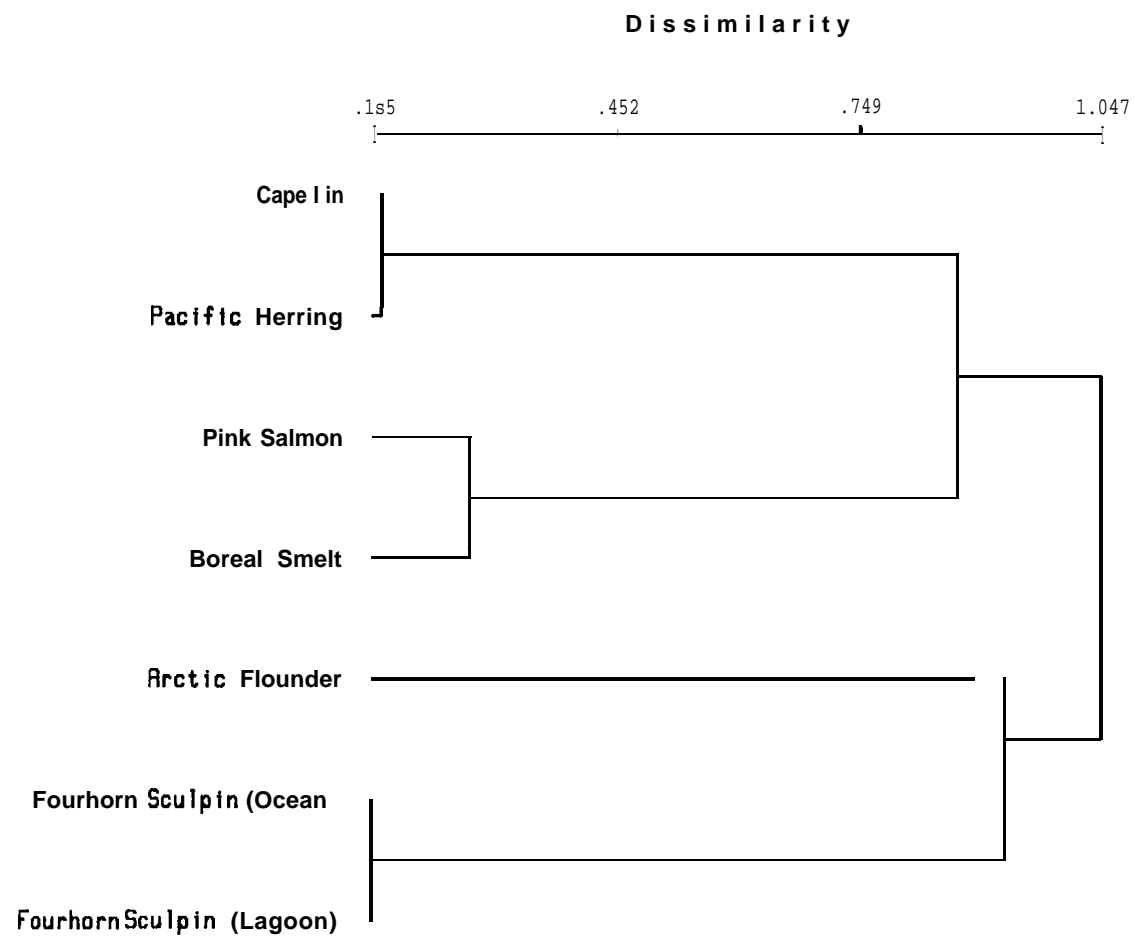 Dissimilarity
.1s5 .452 .749 1.047
Cape l in
Pacific Herring
Pink Salmon
Boreal Smelt
Arctic Flounder
Fourhorn Sculpin (Ocean
Fourhorn Sculpin (Lagoon)